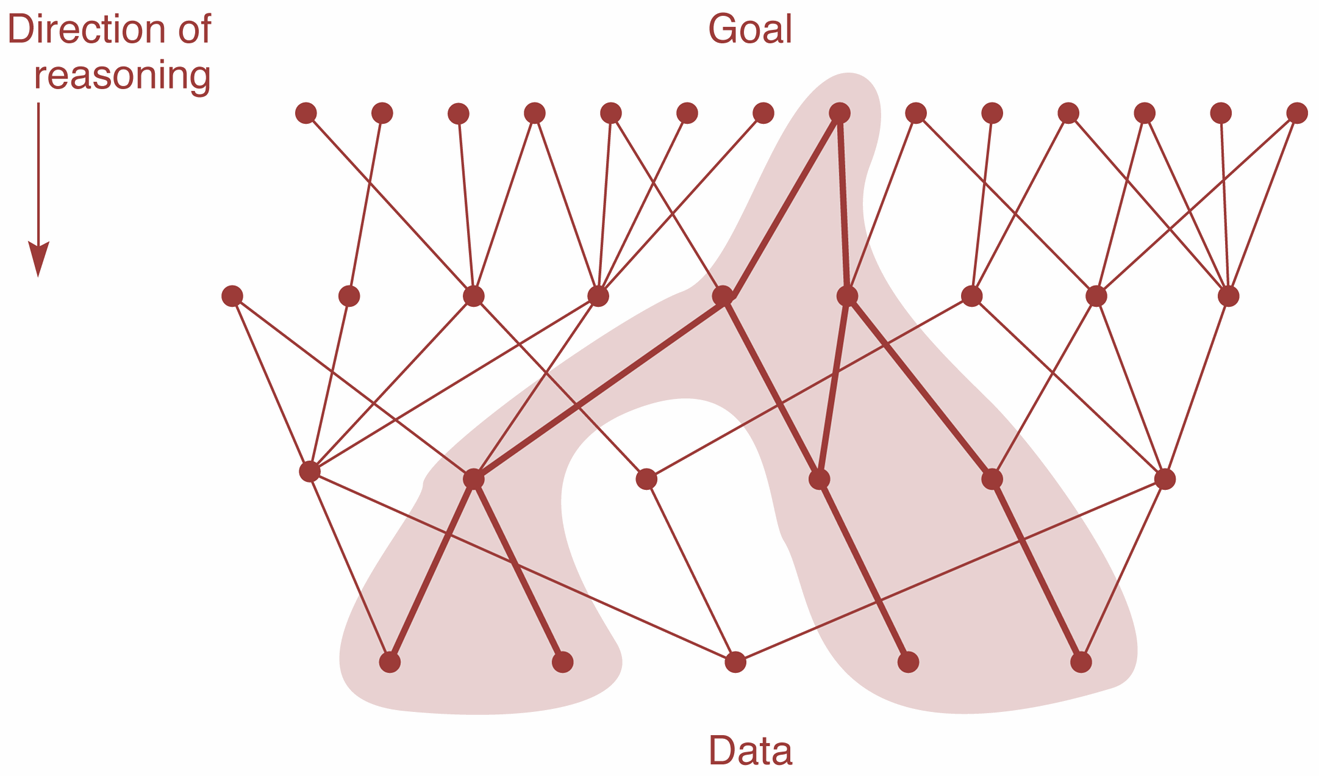 Direction of
reasoning
Goal
Data